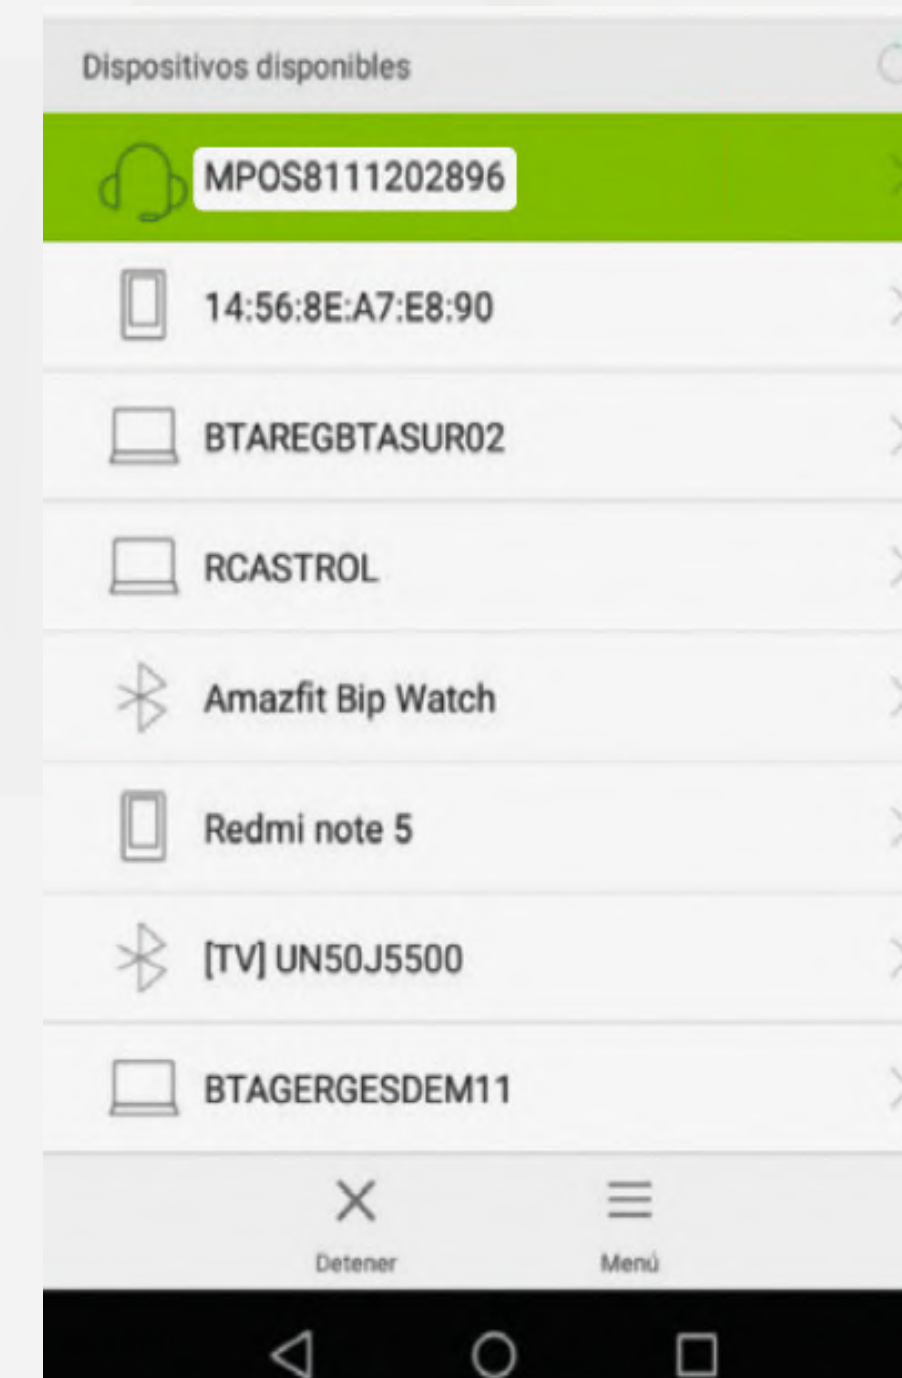 Dispositivos disponibles
MPOS8111202896
14:56:8E:A7:E8:90
BTAREGBTASUR02
RCASTROL
Amazfit Bip Watch
Redmi note 5
[TV] UN50J5500
BTAGERGESDEM11
Detener
Menú